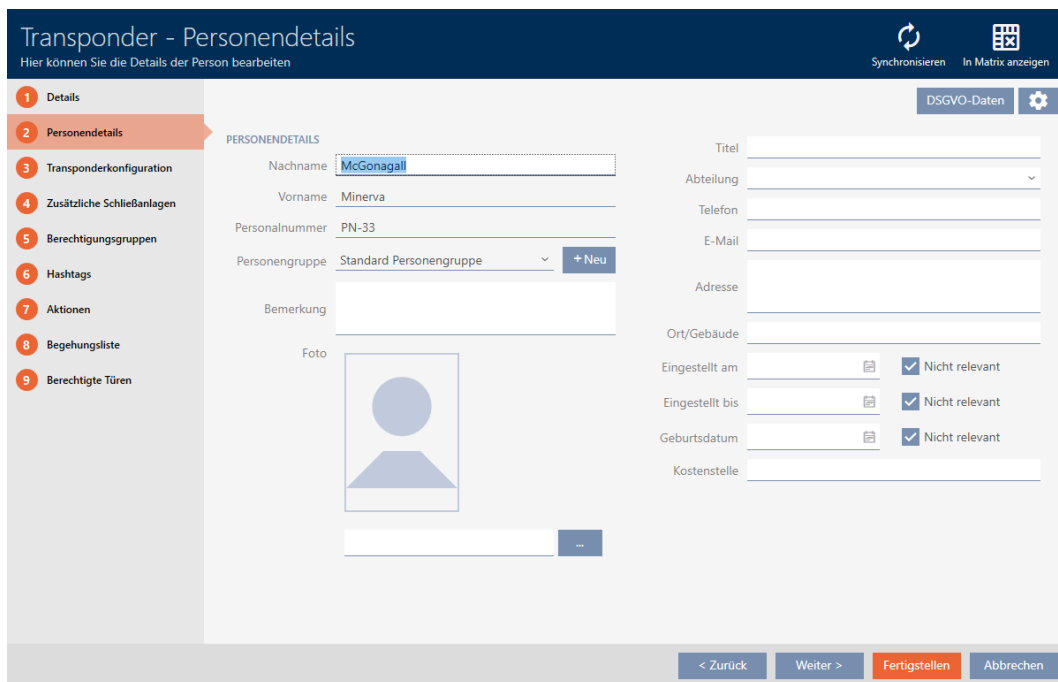 Transponder - Personendetails
Hier können Sie die Details der Person bearbeiten
Synchronisieren
In Matrix anzeigen
1 Details
2 Personendetails
3 Transponderkonfiguration
4 Zusätzliche Schließanlagen
5 Berechtigungsgruppen
6 Hashtags
7 Aktionen
8 Begehungsliste
9 Berechtigte Türen
DSGVO-Daten
PERSONENDETAILS
Nachname McGonagall
Vorname Minerva
Personalnummer PN-33
Personengruppe Standard Personengruppe + Neu
Bemerkung
Foto
...
Titel
Abteilung
Telefon
E-Mail
Adresse
Ort/Gebäude
Eingestellt am Nicht relevant
Eingestellt bis Nicht relevant
Geburtsdatum Nicht relevant
Kostenstelle
< Zurück Weiter > Fertigstellen Abbrechen